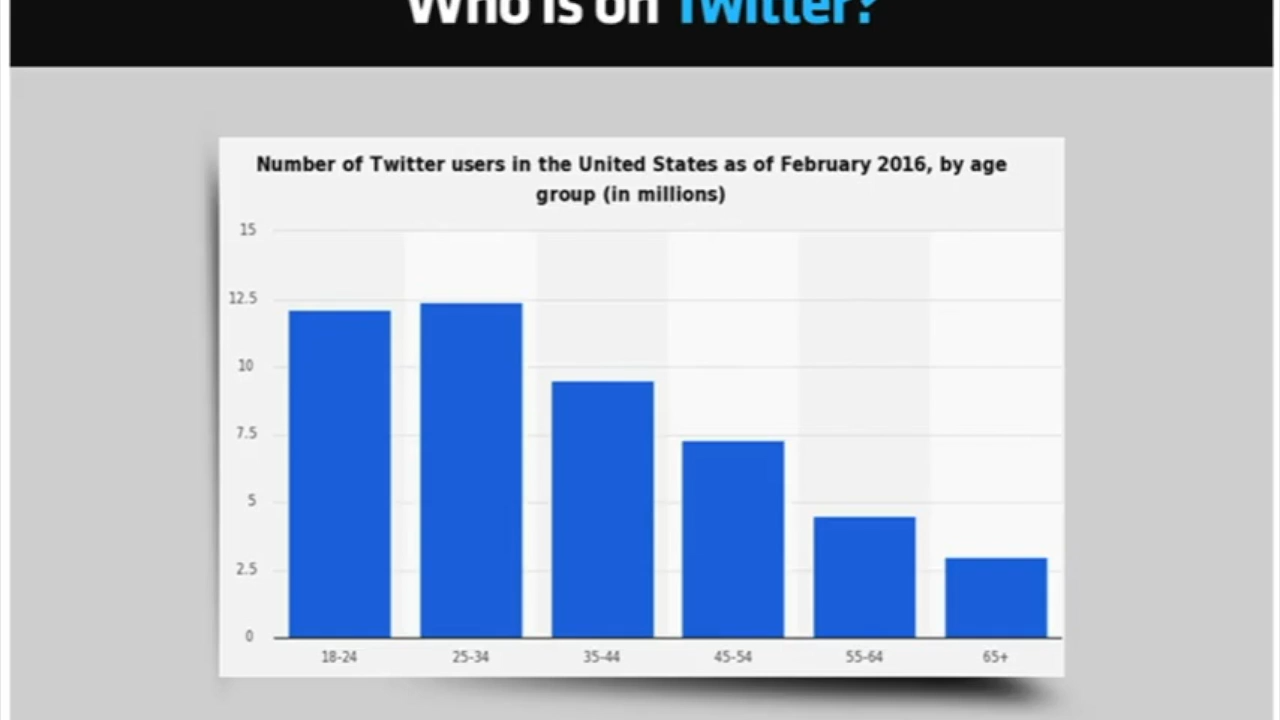 Who is on Twitter?
Number of Twitter users in the United States as of February 2016, by age
group (in millions)
15
12.5
10
7.5
5
2.5
0
18-24 25-34 35-44 45-54 55-64 65+